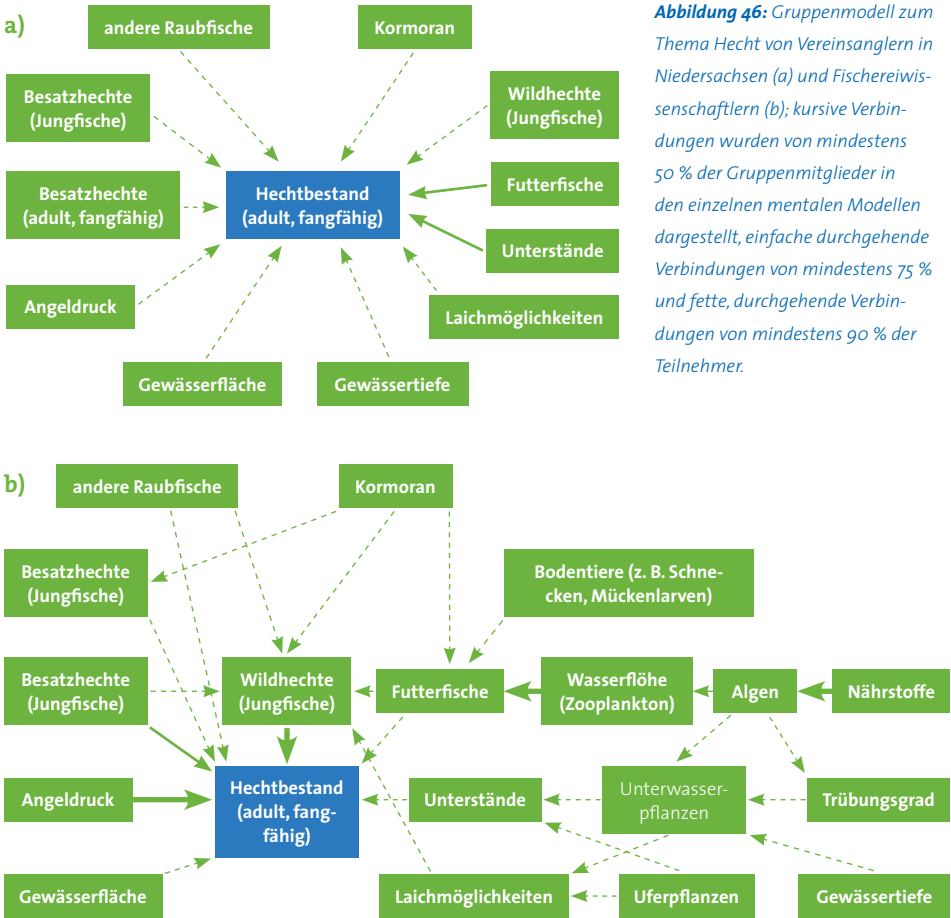 a)
andere Raubfische
Kormoran
Besatzhechte
(Jungfische)
Wildhechte
(Jungfische)
Besatzhechte
(adult, fangfähig)
Hechtbestand
(adult, fangfähig)
Futterfische
Unterstände
Angeldruck
Laichmöglichkeiten
Gewässerfläche
Gewässertiefe
Abbildung 46: Gruppenmodell zum
Thema Hecht von Vereinsanglern in
Niedersachsen (a) und Fischereiwis-
senschaftlern (b); kursive Verbin-
dungen wurden von mindestens
50 % der Gruppenmitglieder in
den einzelnen mentalen Modellen
dargestellt, einfache durchgehende
Verbindungen von mindestens 75 %
und fette, durchgehende Verbin-
dungen von mindestens 90 % der
Teilnehmer.
b)
andere Raubfische
Kormoran
Besatzhechte
(Jungfische)
Bodentiere (z. B. Schne-
cken, Mückenlarven)
Besatzhechte
(Jungfische)
Wildhechte
(Jungfische)
Futterfische
Wasserflöhe
(Zooplankton)
Algen
Nährstoffe
Angeldruck
Hechtbestand
(adult, fang-
fähig)
Unterstände
Unterwasser-
pflanzen
Trübungsgrad
Gewässerfläche
Laichmöglichkeiten
Uferpflanzen
Gewässertiefe